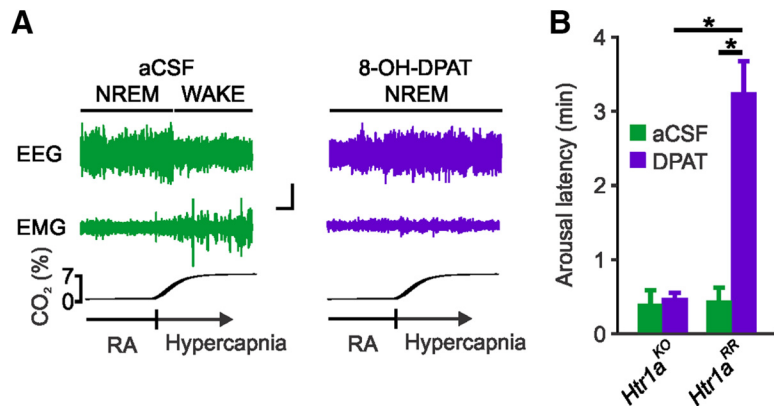 A
aCSF
NREM WAKE
8-OH-DPAT
NREM
EEG
EMG
CO2 (%)
7
0
RA Hypercapnia
RA Hypercapnia
B
*
*
Arousal latency (min)
4
3
2
1
0
aCSF
DPAT
Htr1aKO
Htr1aRR